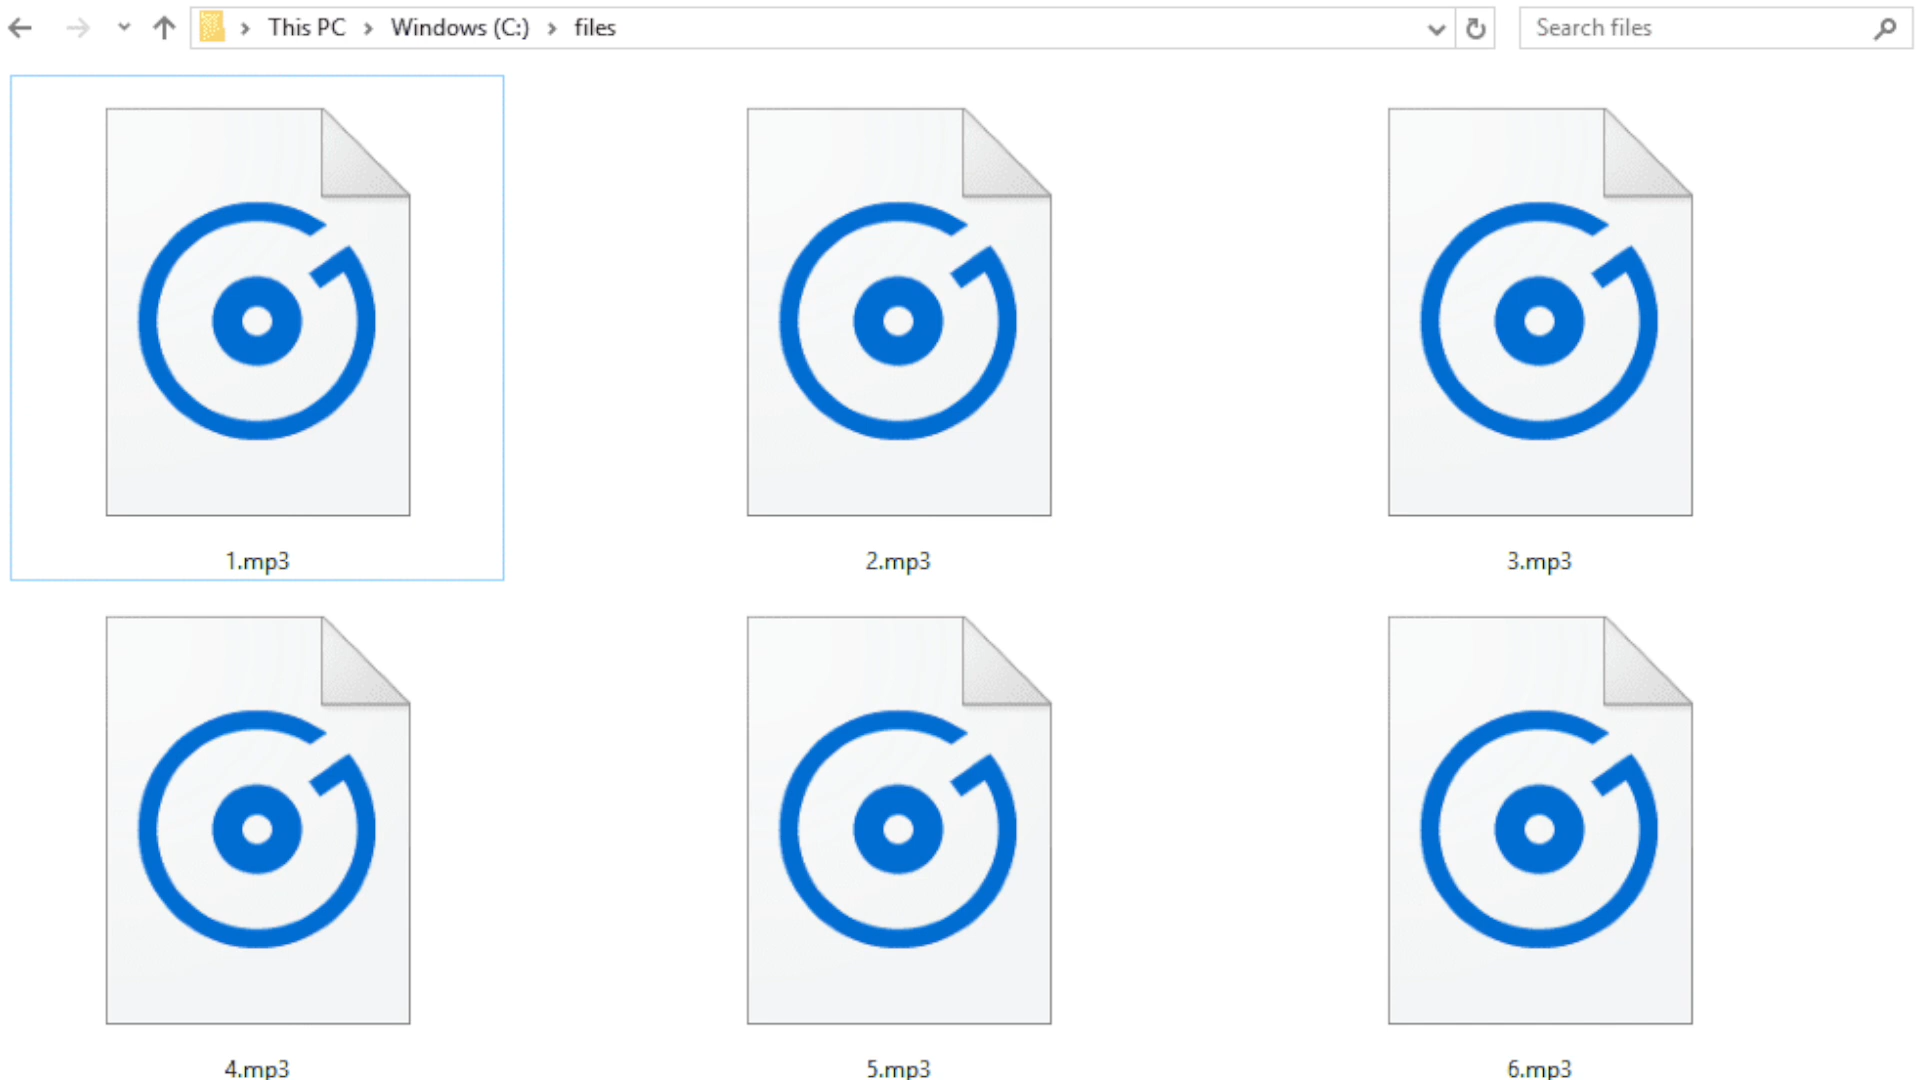 This PC > Windows (C:) > files
Search files
1.mp3
2.mp3
3.mp3
4.mp3
5.mp3
6.mp3